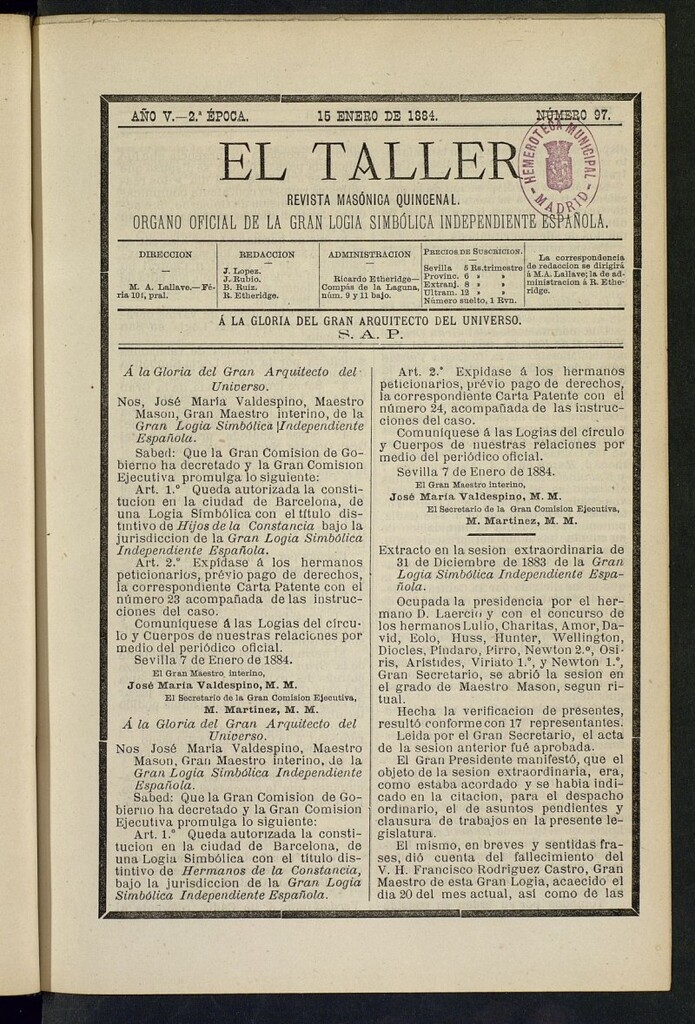 AÑO V.—2.ª ÉPOCA. 15 ENERO DE 1884. NÚMERO 97.
EL TALLER
HEMEROTECA MUNICIPAL
MADRID
REVISTA MASÓNICA QUINCENAL.
ORGANO OFICIAL DE LA GRAN LOGIA SIMBÓLICA INDEPENDIENTE ESPAÑOLA.
DIRECCION
M. A. Lallave.—Fé-
ria 101, pral.
REDACCION
J. Lopez.
J. Rubio.
B. Ruiz.
R. Etheridge.
ADMINISTRACION
Ricardo Etheridge—
Compás de la Laguna,
núm. 9 y 11 bajo.
PRECIOS DE SUSCRICION.
Sevilla 5 Rs. trimestre
Provinc. 6 » »
Extranj. 8 » »
Ultram. 12 » »
Número suelto, 1 Rvn.
La correspondencia
de redaccion se dirigirá
á M.A. Lallave; la de ad-
ministracion á R. Ethe-
ridge.
Á LA GLORIA DEL GRAN ARQUITECTO DEL UNIVERSO.
S. A. P.
Á la Gloria del Gran Arquitecto del
Universo.
Nos, José María Valdespino, Maestro
Mason, Gran Maestro interino, de la
Gran Logia Simbólica Independiente
Española.
Sabed: Que la Gran Comision de Go-
bierno ha decretado y la Gran Comision
Ejecutiva promulga lo siguiente:
Art. 1.º Queda autorizada la consti-
tucion en la ciudad de Barcelona, de
una Logia Simbólica con el título dis-
tintivo de Hijos de la Constancia bajo la
jurisdiccion de la Gran Logia Simbólica
Independiente Española.
Art. 2.º Expídase á los hermanos
peticionarios, prévio pago de derechos,
la correspondiente Carta Patente con el
número 23 acompañada de las instruc-
ciones del caso.
Comuníquese á las Logias del círcu-
lo y Cuerpos de nuestras relaciones por
medio del periódico oficial.
Sevilla 7 de Enero de 1884.
El Gran Maestro, interino,
José María Valdespino, M. M.
El Secretario de la Gran Comision Ejecutiva,
M. Martinez, M. M.
Á la Gloria del Gran Arquitecto del
Universo.
Nos José María Valdespino, Maestro
Mason, Gran Maestro interino, de la
Gran Logia Simbólica Independiente
Española.
Sabed: Que la Gran Comision de Go-
bierno ha decretado y la Gran Comision
Ejecutiva promulga lo siguiente:
Art. 1.º Queda autorizada la consti-
tucion en la ciudad de Barcelona, de
una Logia Simbólica con el título dis-
tintivo de Hermanos de la Constancia,
bajo la jurisdiccion de la Gran Logia
Simbólica Independiente Española.
Art. 2.º Expídase á los hermanos
peticionarios, prévio pago de derechos,
la correspondiente Carta Patente con el
número 24, acompañada de las instruc-
ciones del caso.
Comuníquese á las Logias del círculo
y Cuerpos de nuestras relaciones por
medio del periódico oficial.
Sevilla 7 de Enero de 1884.
El Gran Maestro interino,
José María Valdespino, M. M.
El Secretario de la Gran Comision Ejecutiva,
M. Martinez, M. M.
Extracto en la sesion extraordinaria de
31 de Diciembre de 1883 de la Gran
Logia Simbólica Independiente Espa-
ñola.
Ocupada la presidencia por el her-
mano D. Laercio y con el concurso de
los hermanos Lulio, Charitas, Amor, Da-
vid, Eolo, Huss, Hunter, Wellington,
Diocles, Píndaro, Pirro, Newton 2.º, Osi-
ris, Arístides, Viriato 1.º, y Newton 1.º,
Gran Secretario, se abrió la sesion en
el grado de Maestro Mason, segun ri-
tual.
Hecha la verificacion de presentes,
resultó conforme con 17 representantes.
Leida por el Gran Secretario, el acta
de la sesion anterior fué aprobada.
El Gran Presidente manifestó, que el
objeto de la sesion extraordinaria, era,
como estaba acordado y se habia indi-
cado en la citacion, para el despacho
ordinario, el de asuntos pendientes y
clausura de trabajos en la presente le-
gislatura.
El mismo, en breves y sentidas fra-
ses, dió cuenta del fallecimiento del
V. H. Francisco Rodriguez Castro, Gran
Maestro de esta Gran Logia, acaecido el
dia 20 del mes actual, así como de las